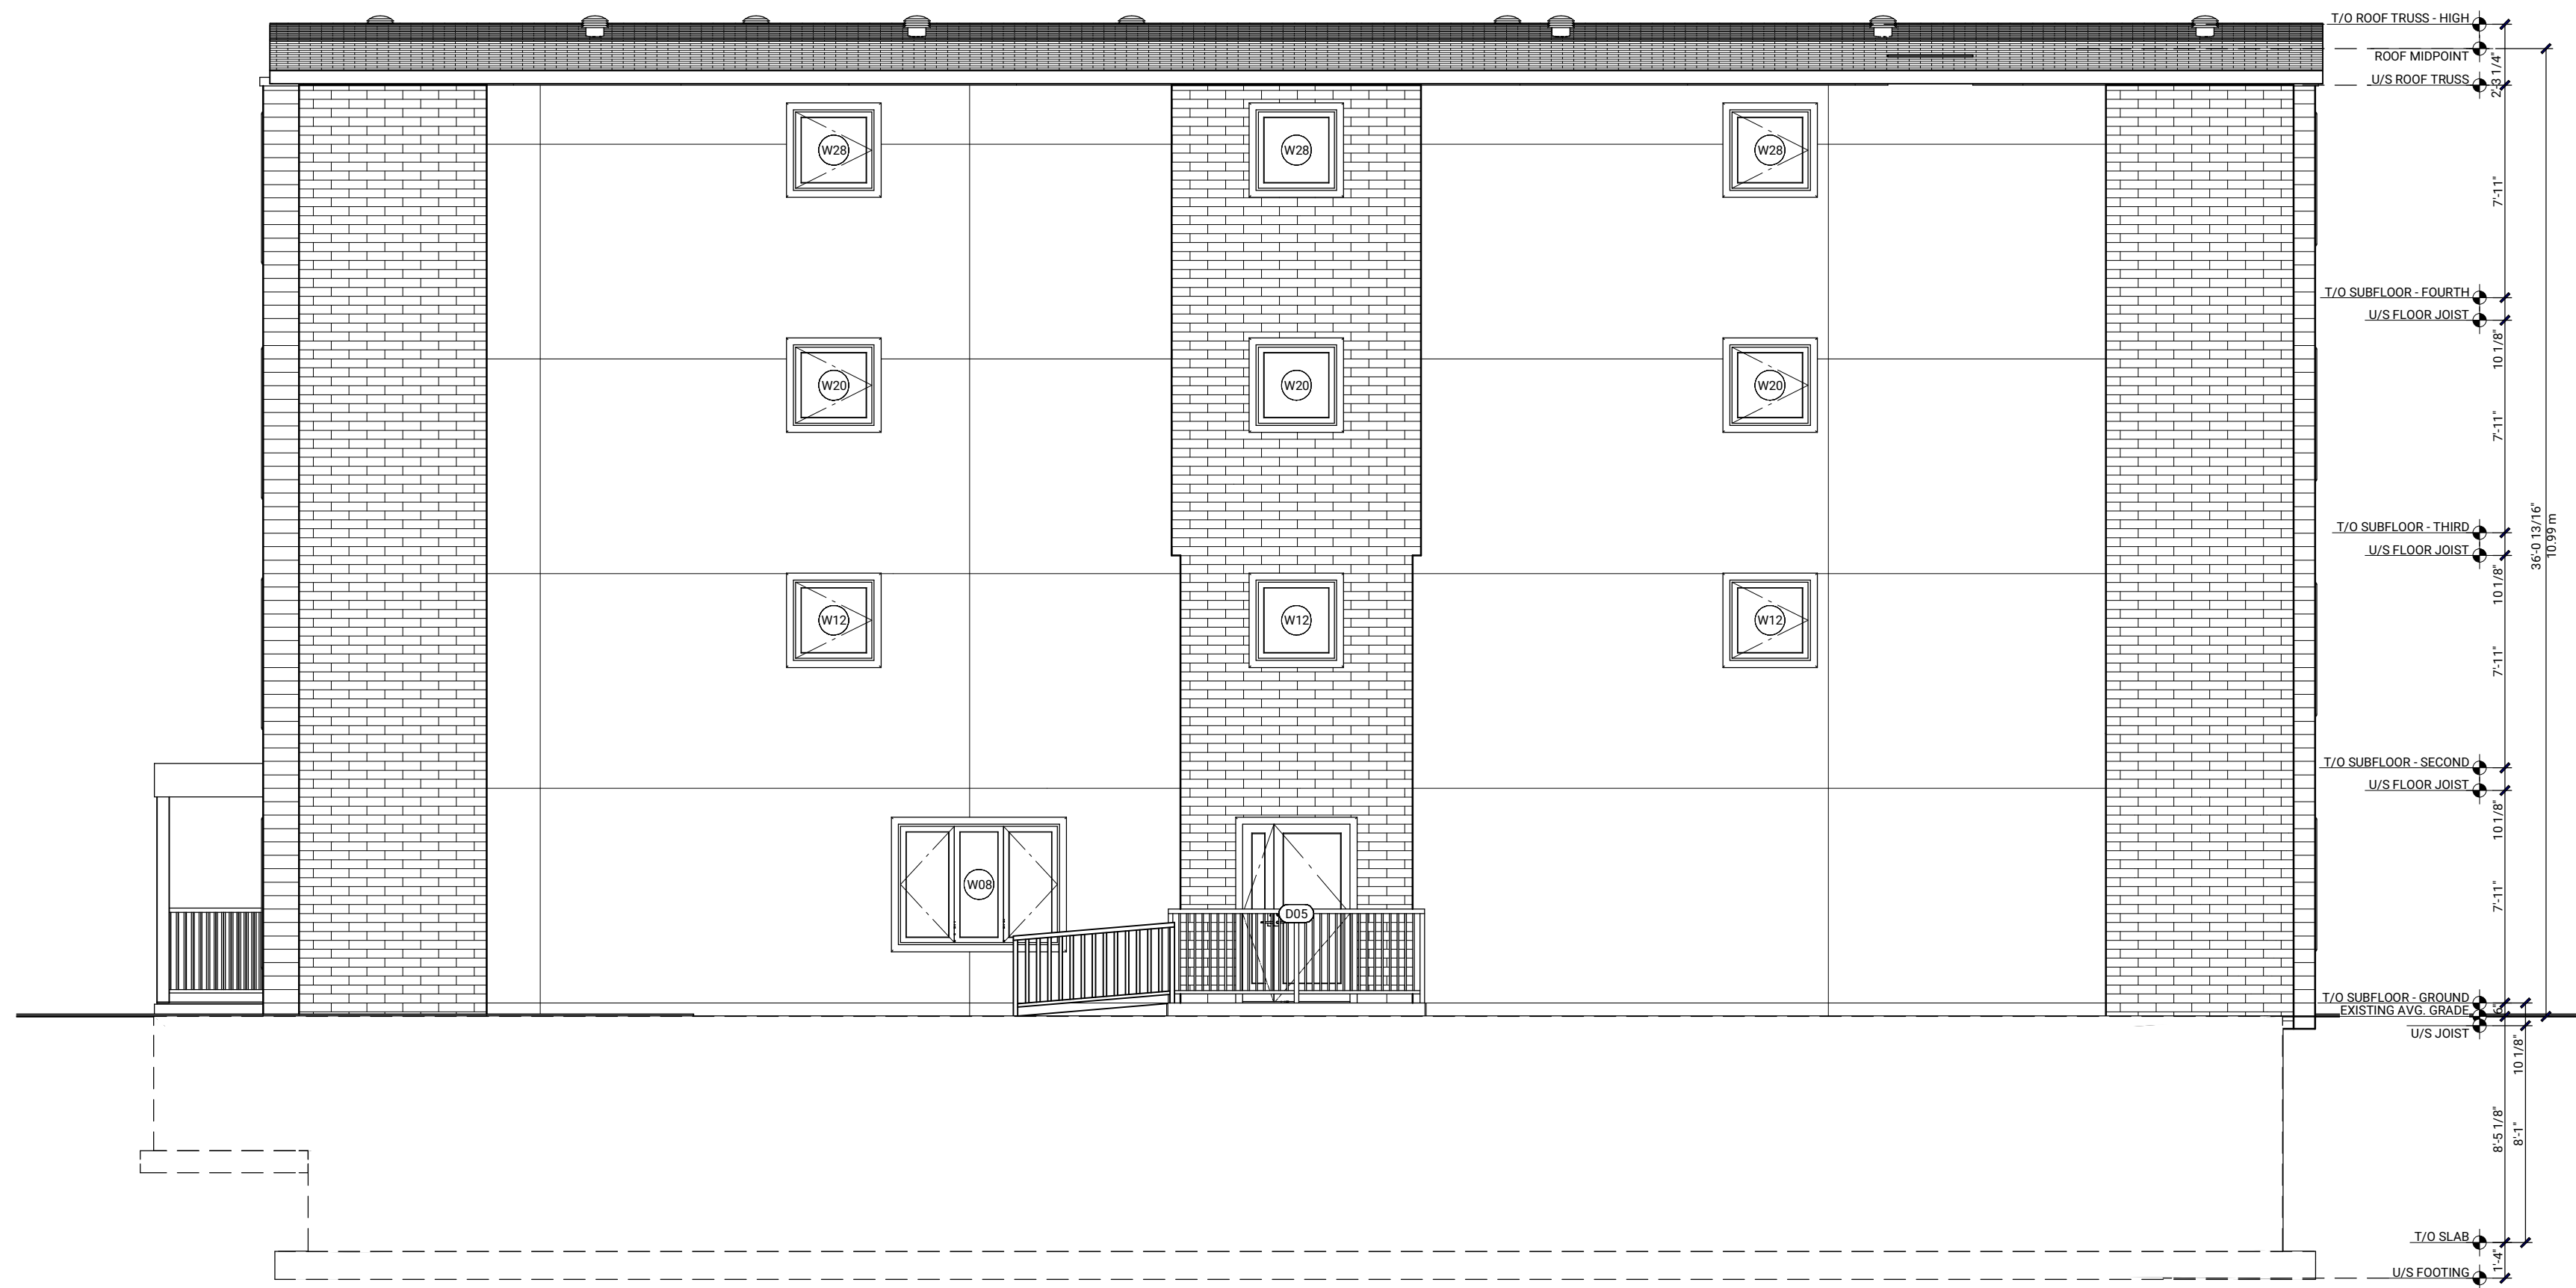 T/O ROOF TRUSS - HIGH
ROOF MIDPOINT
2'-3 1/4"
U/S ROOF TRUSS
W28
W28
W28
7'-11"
T/O SUBFLOOR - FOURTH
U/S FLOOR JOIST
10 1/8"
W20
W20
W20
7'-11"
T/O SUBFLOOR - THIRD
36'-0 13/16"
10.99 m
U/S FLOOR JOIST
10 1/8"
W12
W12
W12
7'-11"
T/O SUBFLOOR - SECOND
U/S FLOOR JOIST
10 1/8"
W08
D05
7'-11"
T/O SUBFLOOR - GROUND
EXISTING AVG. GRADE
6"
U/S JOIST
10 1/8"
8'-5 1/8"
8'-1"
T/O SLAB
1'-4"
U/S FOOTING